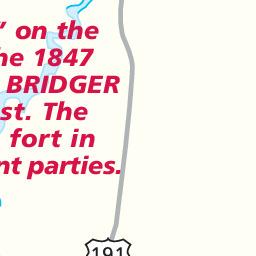 ” on the
he 1847
BRIDGER
st. The
fort in
nt parties.
191